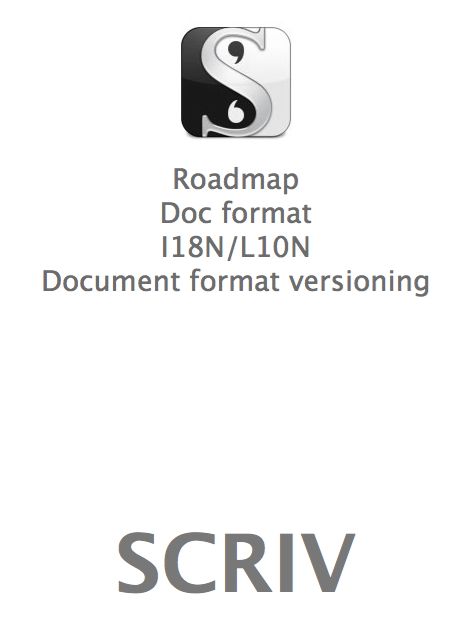 Roadmap
Doc format
I18N/L10N
Document format versioning
SCRIV